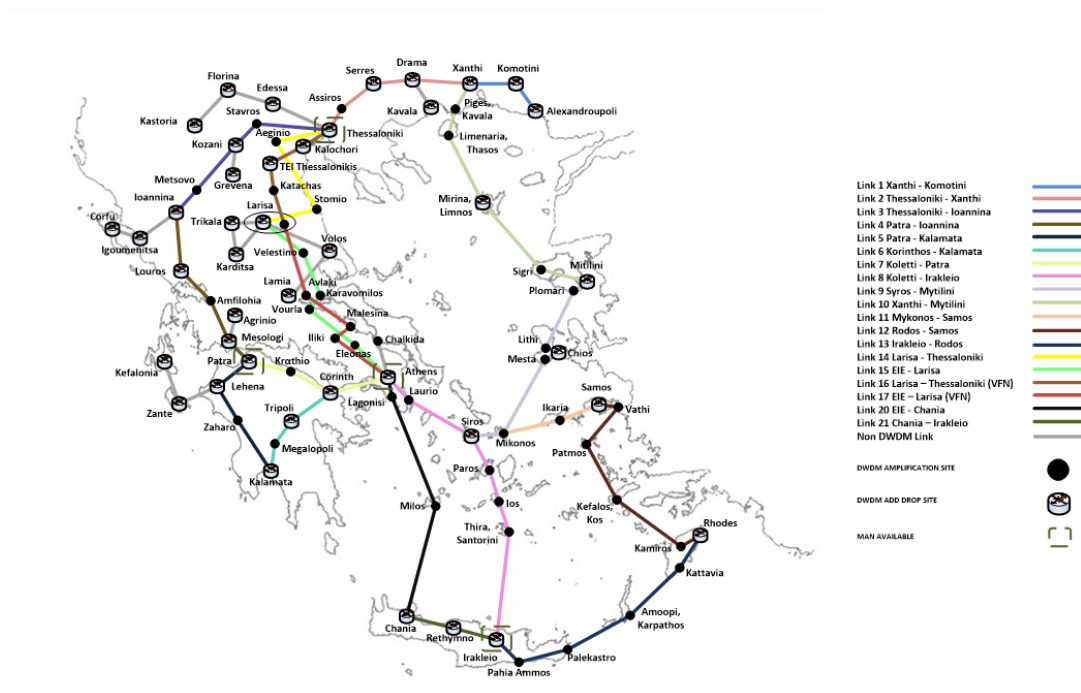 Florina
Edessa
Stavros
Kastoria
Kozani
Aeginio
Assiros
Serres
Drama
Xanthi
Komotini
Kavala
Piges,
Kavala
Alexandroupoli
Thessaloniki
Kalochori
Limenaria,
Thasos
TEI Thessalonikis
Grevena
Metsovo
Katachas
Ioannina
Larisa
Stomio
Mirina,
Limnos
Corfu
Igoumenitsa
Trikala
Karditsa
Velestino
Volos
Louros
Lamia
Avlaki
Karavomilos
Vourla
Malesina
Sigri
Mitilini
Plomari
Amfilohia
Agrinio
Mesologi
Iliki
Eleonas
Chalkida
Lithi
Mesta
Chios
Kefalonia
Patra
Krathio
Corinth
Athens
Lehena
Lagonisi
Laurio
Samos
Zante
Zaharo
Tripoli
Ikaria
Vathi
Megalopoli
Siros
Mikonos
Patmos
Kalamata
Paros
Milos
Ios
Thira,
Santorini
Kefalos,
Kos
Rhodes
Kamiros
Kattavia
Chania
Rethymno
Irakleio
Amoopi,
Karpathos
Palekastro
Pahia Ammos
Link 1 Xanthi - Komotini
Link 2 Thessaloniki - Xanthi
Link 3 Thessaloniki - Ioannina
Link 4 Patra - Ioannina
Link 5 Patra - Kalamata
Link 6 Korinthos - Kalamata
Link 7 Koletti - Patra
Link 8 Koletti - Irakleio
Link 9 Syros - Mytilini
Link 10 Xanthi - Mytilini
Link 11 Mykonos - Samos
Link 12 Rodos - Samos
Link 13 Irakleio - Rodos
Link 14 Larisa - Thessaloniki
Link 15 EIE - Larisa
Link 16 Larisa – Thessaloniki (VFN)
Link 17 EIE – Larisa (VFN)
Link 20 EIE - Chania
Link 21 Chania – Irakleio
Non DWDM Link
DWDM AMPLIFICATION SITE
DWDM ADD DROP SITE
MAN AVAILABLE